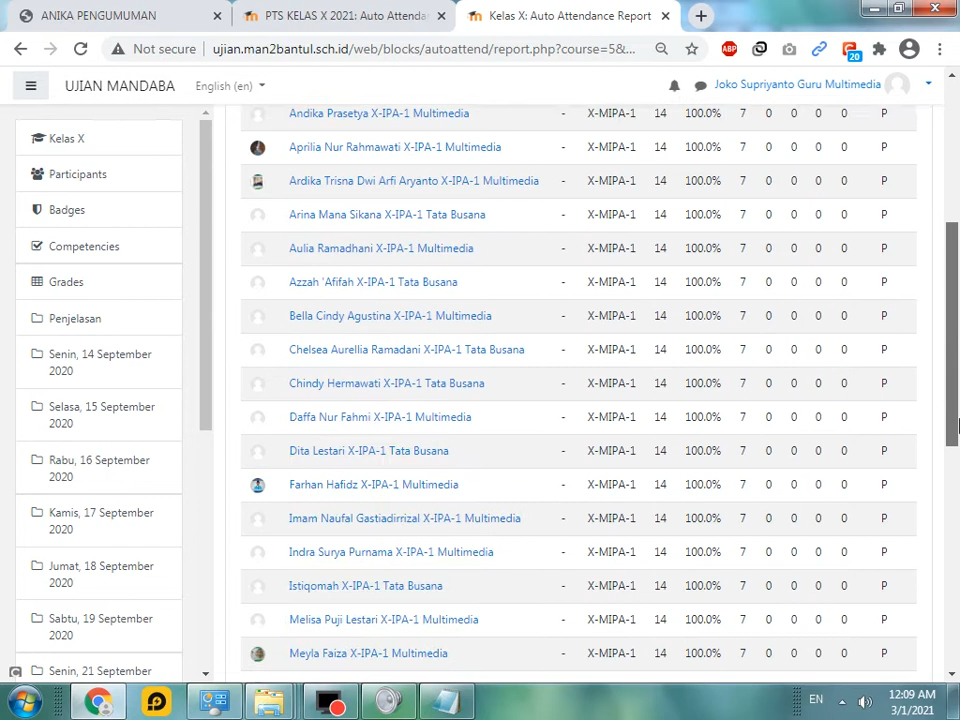 ANIKA PENGUMUMAN
PTS KELAS X 2021: Auto Attenda
Kelas X: Auto Attendance Report
Not secure
ujian.man2bantul.sch.id/web/blocks/autoattend/report.php?course=5&...
ABP
20
UJIAN MANDABA
English (en)
Joko Supriyanto Guru Multimedia
Kelas X
Participants
Badges
Competencies
Grades
Penjelasan
Senin, 14 September
2020
Selasa, 15 September
2020
Rabu, 16 September
2020
Kamis, 17 September
2020
Jumat, 18 September
2020
Sabtu, 19 September
2020
Senin, 21 September
Andika Prasetya X-IPA-1 Multimedia - X-MIPA-1 14 100.0% 7 0 0 0 0 P
Aprilia Nur Rahmawati X-IPA-1 Multimedia - X-MIPA-1 14 100.0% 7 0 0 0 0 P
Ardika Trisna Dwi Arfi Aryanto X-IPA-1 Multimedia - X-MIPA-1 14 100.0% 7 0 0 0 0 P
Arina Mana Sikana X-IPA-1 Tata Busana - X-MIPA-1 14 100.0% 7 0 0 0 0 P
Aulia Ramadhani X-IPA-1 Multimedia - X-MIPA-1 14 100.0% 7 0 0 0 0 P
Azzah 'Afifah X-IPA-1 Tata Busana - X-MIPA-1 14 100.0% 7 0 0 0 0 P
Bella Cindy Agustina X-IPA-1 Multimedia - X-MIPA-1 14 100.0% 7 0 0 0 0 P
Chelsea Aurellia Ramadani X-IPA-1 Tata Busana - X-MIPA-1 14 100.0% 7 0 0 0 0 P
Chindy Hermawati X-IPA-1 Tata Busana - X-MIPA-1 14 100.0% 7 0 0 0 0 P
Daffa Nur Fahmi X-IPA-1 Multimedia - X-MIPA-1 14 100.0% 7 0 0 0 0 P
Dita Lestari X-IPA-1 Tata Busana - X-MIPA-1 14 100.0% 7 0 0 0 0 P
Farhan Hafidz X-IPA-1 Multimedia - X-MIPA-1 14 100.0% 7 0 0 0 0 P
Imam Naufal Gastiadirrizal X-IPA-1 Multimedia - X-MIPA-1 14 100.0% 7 0 0 0 0 P
Indra Surya Purnama X-IPA-1 Multimedia - X-MIPA-1 14 100.0% 7 0 0 0 0 P
Istiqomah X-IPA-1 Tata Busana - X-MIPA-1 14 100.0% 7 0 0 0 0 P
Melisa Puji Lestari X-IPA-1 Multimedia - X-MIPA-1 14 100.0% 7 0 0 0 0 P
Meyla Faiza X-IPA-1 Multimedia - X-MIPA-1 14 100.0% 7 0 0 0 0 P
EN
12:09 AM
3/1/2021